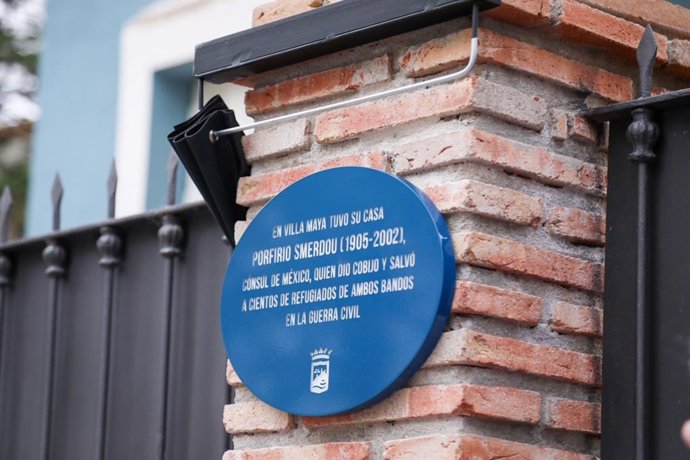 EN VILLA MAYA TUVO SU CASA
PORFIRIO SMERDOU (1905-2002),
CÓNSUL DE MÉXICO, QUIEN DIO COBIJO Y SALVÓ
A CIENTOS DE REFUGIADOS DE AMBOS BANDOS
EN LA GUERRA CIVIL